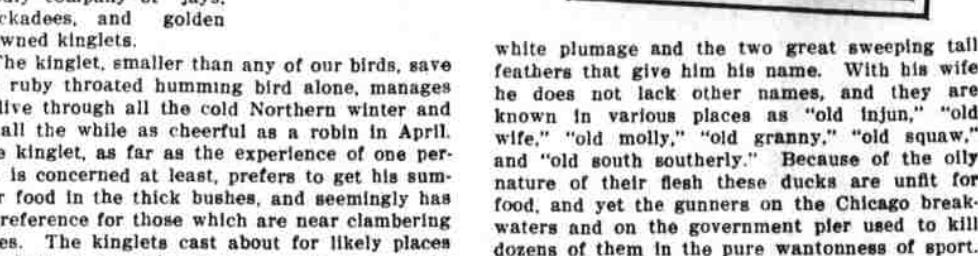 ckadees, and golden
wned kinglets.
he kinglet, smaller than any of our birds, save
ruby throated humming bird alone, manages
live through all the cold Northern winter and
all the while as cheerful as a robin in April.
e kinglet, as far as the experience of one per-
is concerned at least, prefers to get his sum-
r food in the thick bushes, and seemingly has
reference for those which are near clambering
es. The kinglets cast about for likely places
white plumage and the two great sweeping tail
feathers that give him his name. With his wife
he does not lack other names, and they are
known in various places as "old injun," "old
wife," "old molly," "old granny," "old squaw,"
and "old south southerly." Because of the oily
nature of their flesh these ducks are unfit for
food, and yet the gunners on the Chicago break-
waters and on the government pier used to kill
dozens of them in the pure wantonness of sport.